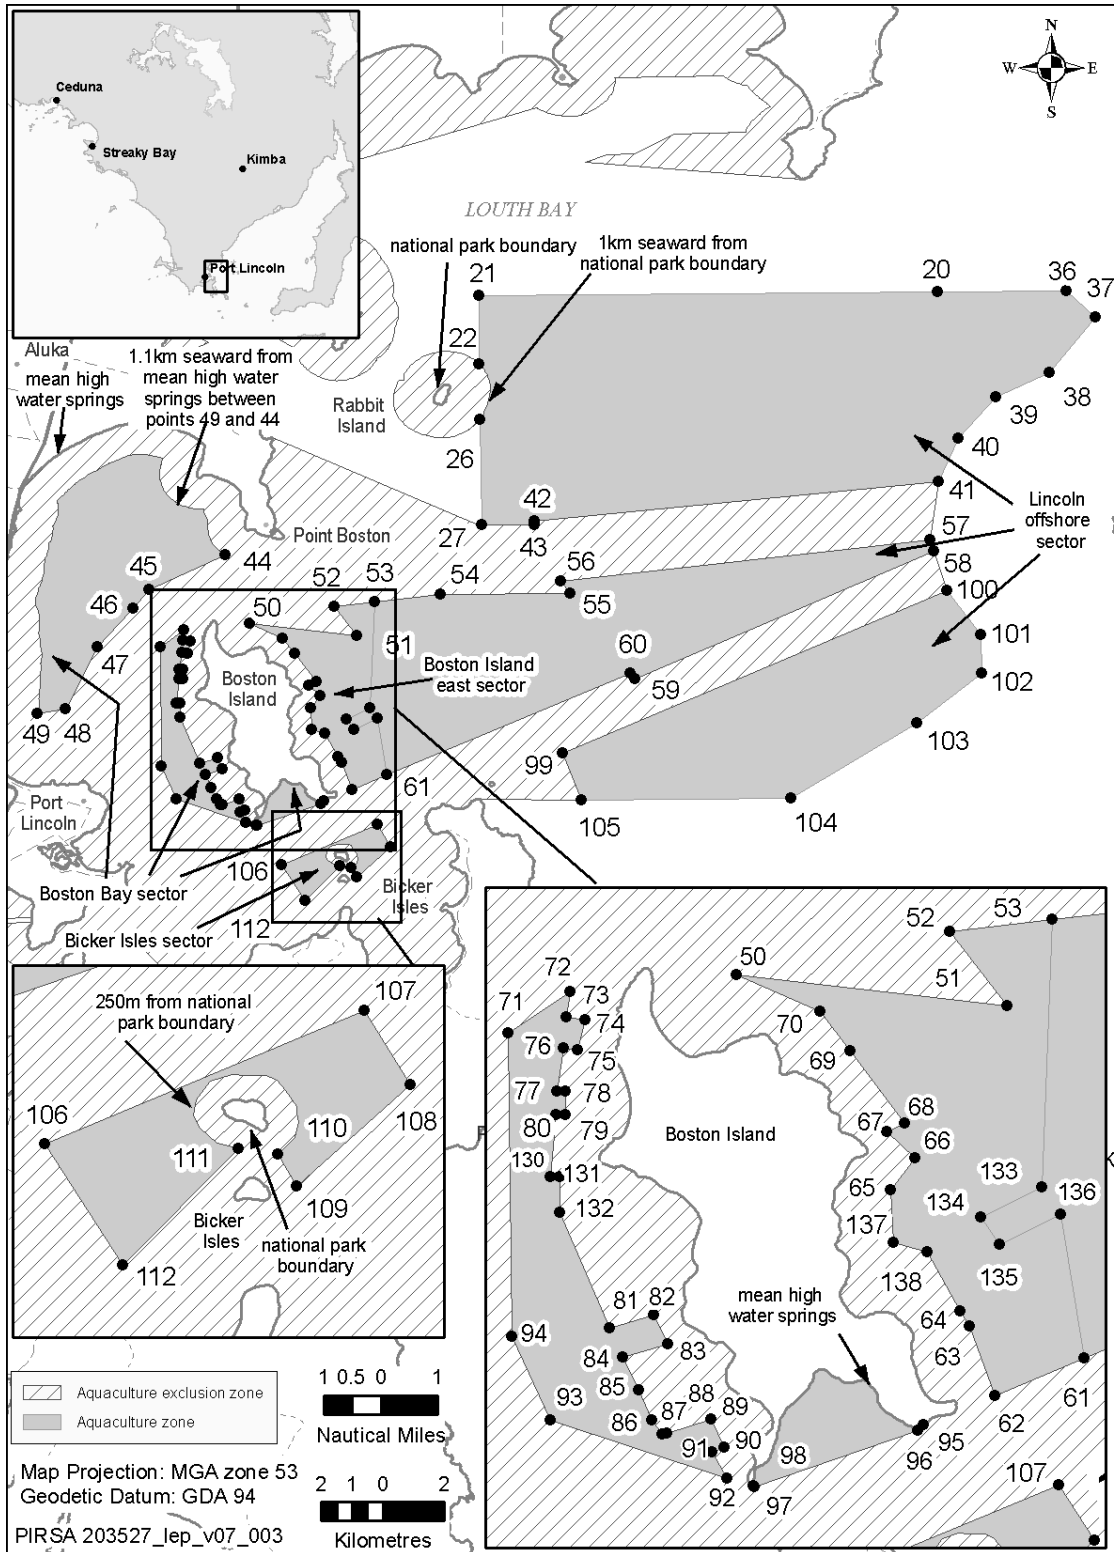 Ceduna
Streaky Bay
Kimba
Port Lincoln
N
W
E
S
LOUTH BAY
national park boundary
1km seaward from
national park boundary
21
20
36
37
22
38
39
40
26
41
27
42
43
Aluka
mean high
water springs
1.1km seaward from
mean high water
springs between
points 49 and 44
Rabbit
Island
Point Boston
Lincoln
offshore
sector
57
58
100
101
102
103
104
105
99
59
60
56
55
54
53
52
50
51
44
45
46
47
48
49
61
Boston
Island
Boston Island
east sector
Port
Lincoln
Boston Bay sector
Bicker Isles sector
106
112
Bicker
Isles
250m from national
park boundary
107
106
108
110
111
109
Bicker
Isles
national park
boundary
112
52
53
50
51
72
73
71
74
70
76
75
69
77
78
68
67
80
79
66
Boston Island
130
131
65
133
136
134
132
137
135
138
mean high
water springs
81
82
64
94
83
63
84
85
93
88
61
62
86
87
89
95
91
90
98
96
92
97
107
Aquaculture exclusion zone
Aquaculture zone
1 0.5 0 1
Nautical Miles
Map Projection: MGA zone 53
Geodetic Datum: GDA 94
2 1 0 2
Kilometres
PIRSA 203527_lep_v07_003